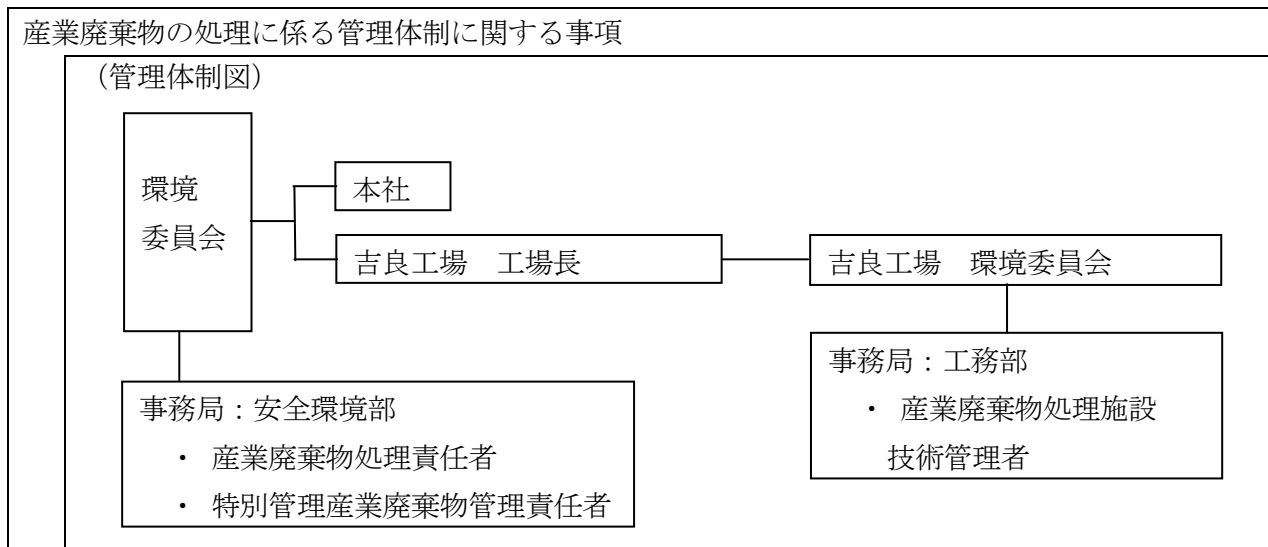 産業廃棄物の処理に係る管理体制に関する事項
（管理体制図）
環境
委員会
本社
吉良工場　工場長
吉良工場　環境委員会
事務局：安全環境部
・ 産業廃棄物処理責任者
・ 特別管理産業廃棄物管理責任者
事務局：工務部
・ 産業廃棄物処理施設
技術管理者